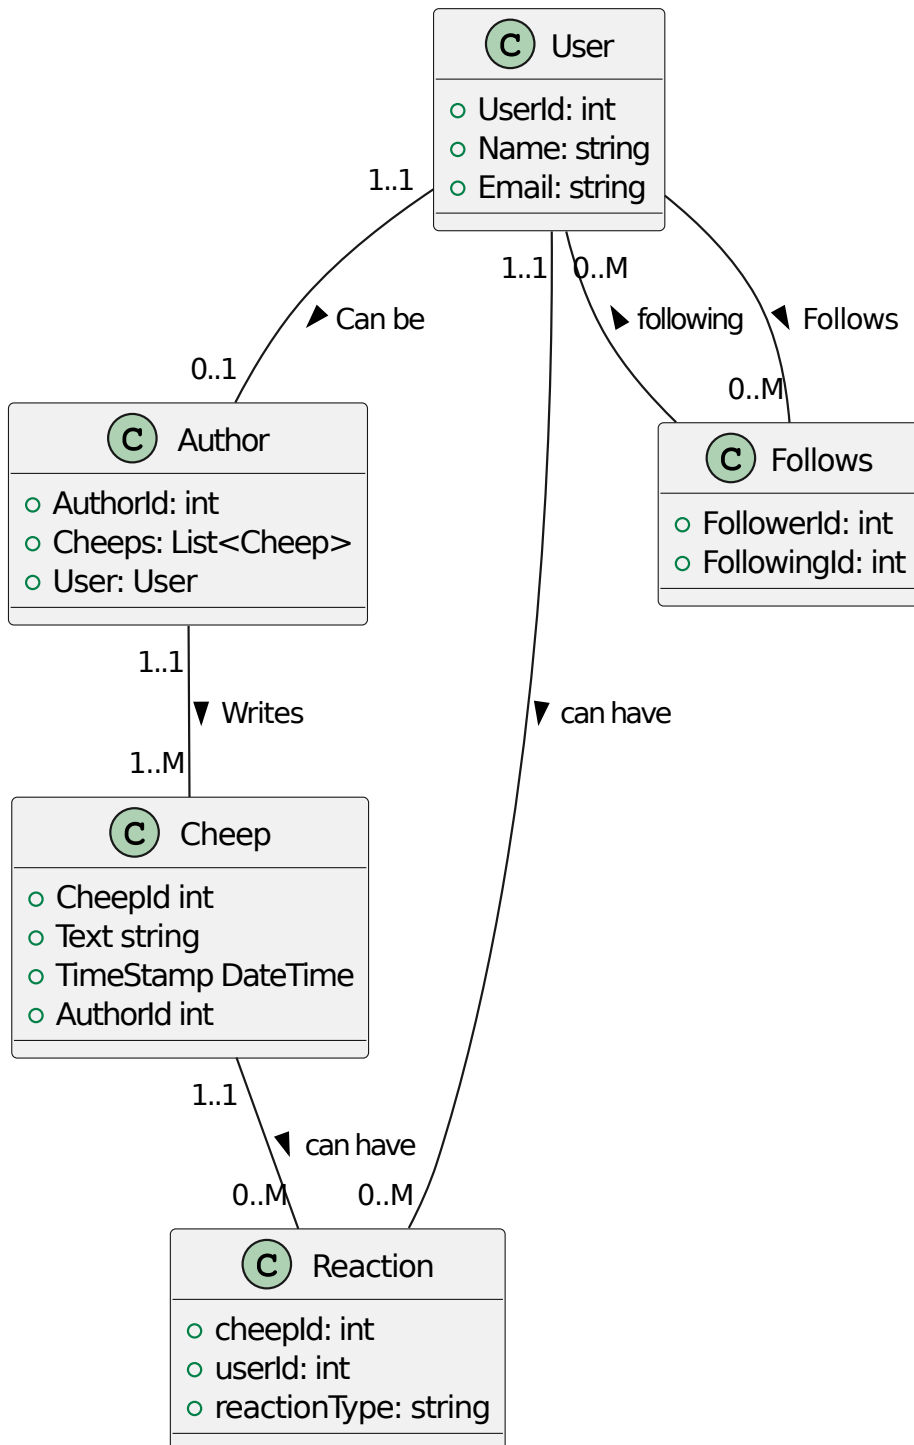 C User
UserId: int
Name: string
Email: string
1..1
1..1
0..M
Can be
following
Follows
0..1
0..M
C Author
AuthorId: int
Cheeps: List<Cheep>
User: User
C Follows
FollowerId: int
FollowingId: int
1..1
Writes
can have
1..M
C Cheep
CheepId int
Text string
TimeStamp DateTime
AuthorId int
1..1
can have
0..M
0..M
C Reaction
cheepId: int
userId: int
reactionType: string